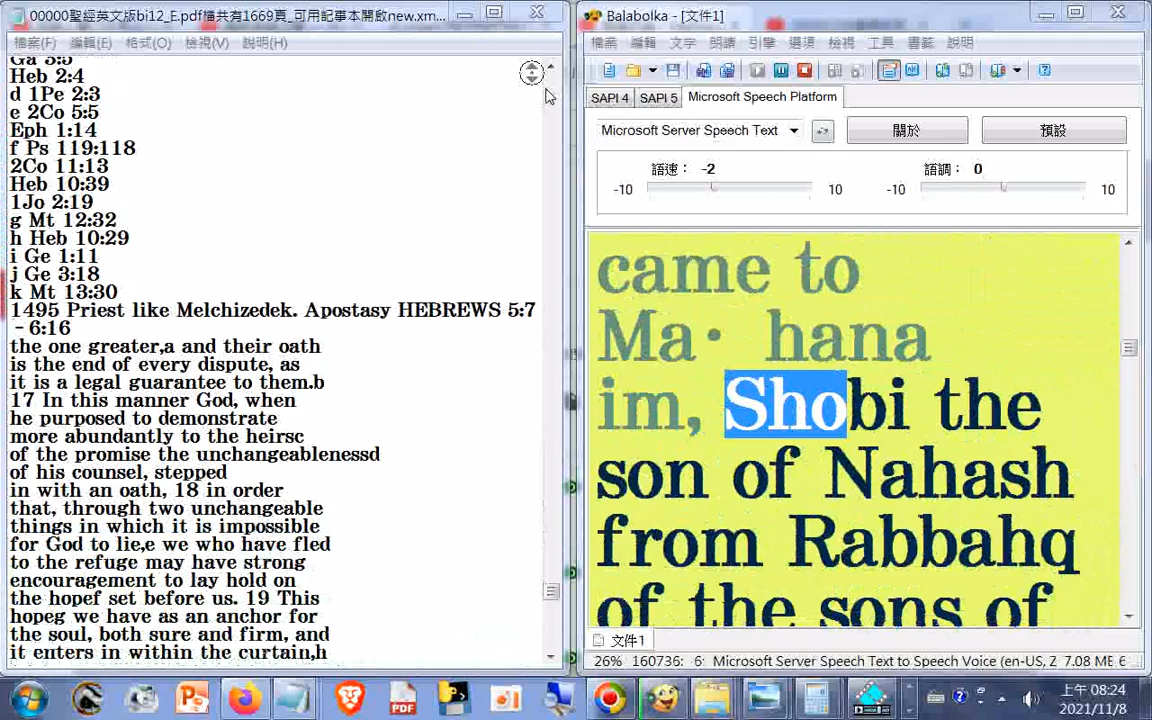 00000聖經英文版bi12_E.pdf檔共有1669頁_可用記事本開啟new.xm...
檔案(F) 編輯(E) 格式(O) 檢視(V) 說明(H)
Ga 5:5
Heb 2:4
d 1Pe 2:3
e 2Co 5:5
Eph 1:14
f Ps 119:118
2Co 11:13
Heb 10:39
1Jo 2:19
g Mt 12:32
h Heb 10:29
i Ge 1:11
j Ge 3:18
k Mt 13:30
1495 Priest like Melchizedek. Apostasy HEBREWS 5:7
-6:16
the one greater,a and their oath
is the end of every dispute, as
it is a legal guarantee to them.b
17 In this manner God, when
he purposed to demonstrate
more abundantly to the heirsc
of the promise the unchangeablenessd
of his counsel, stepped
in with an oath, 18 in order
that, through two unchangeable
things in which it is impossible
for God to lie,e we who have fled
to the refuge may have strong
encouragement to lay hold on
the hopef set before us. 19 This
hopeg we have as an anchor for
the soul, both sure and firm, and
it enters in within the curtain,h
Balabolka - [文件1]
檔案 編輯 文字 朗讀 引擎 選項 檢視 工具 書籤 說明
SAPI 4 SAPI 5 Microsoft Speech Platform
Microsoft Server Speech Text 關於 預設
語速： -2 語調： 0
-10 10 -10 10
came to
Ma· hana
im, Shobi the
son of Nahash
from Rabbahq
of the sons of
文件1
26% 160736: 6: Microsoft Server Speech Text to Speech Voice (en-US, Z 7.08 MB 6
PDF
上午 08:24
2021/11/8